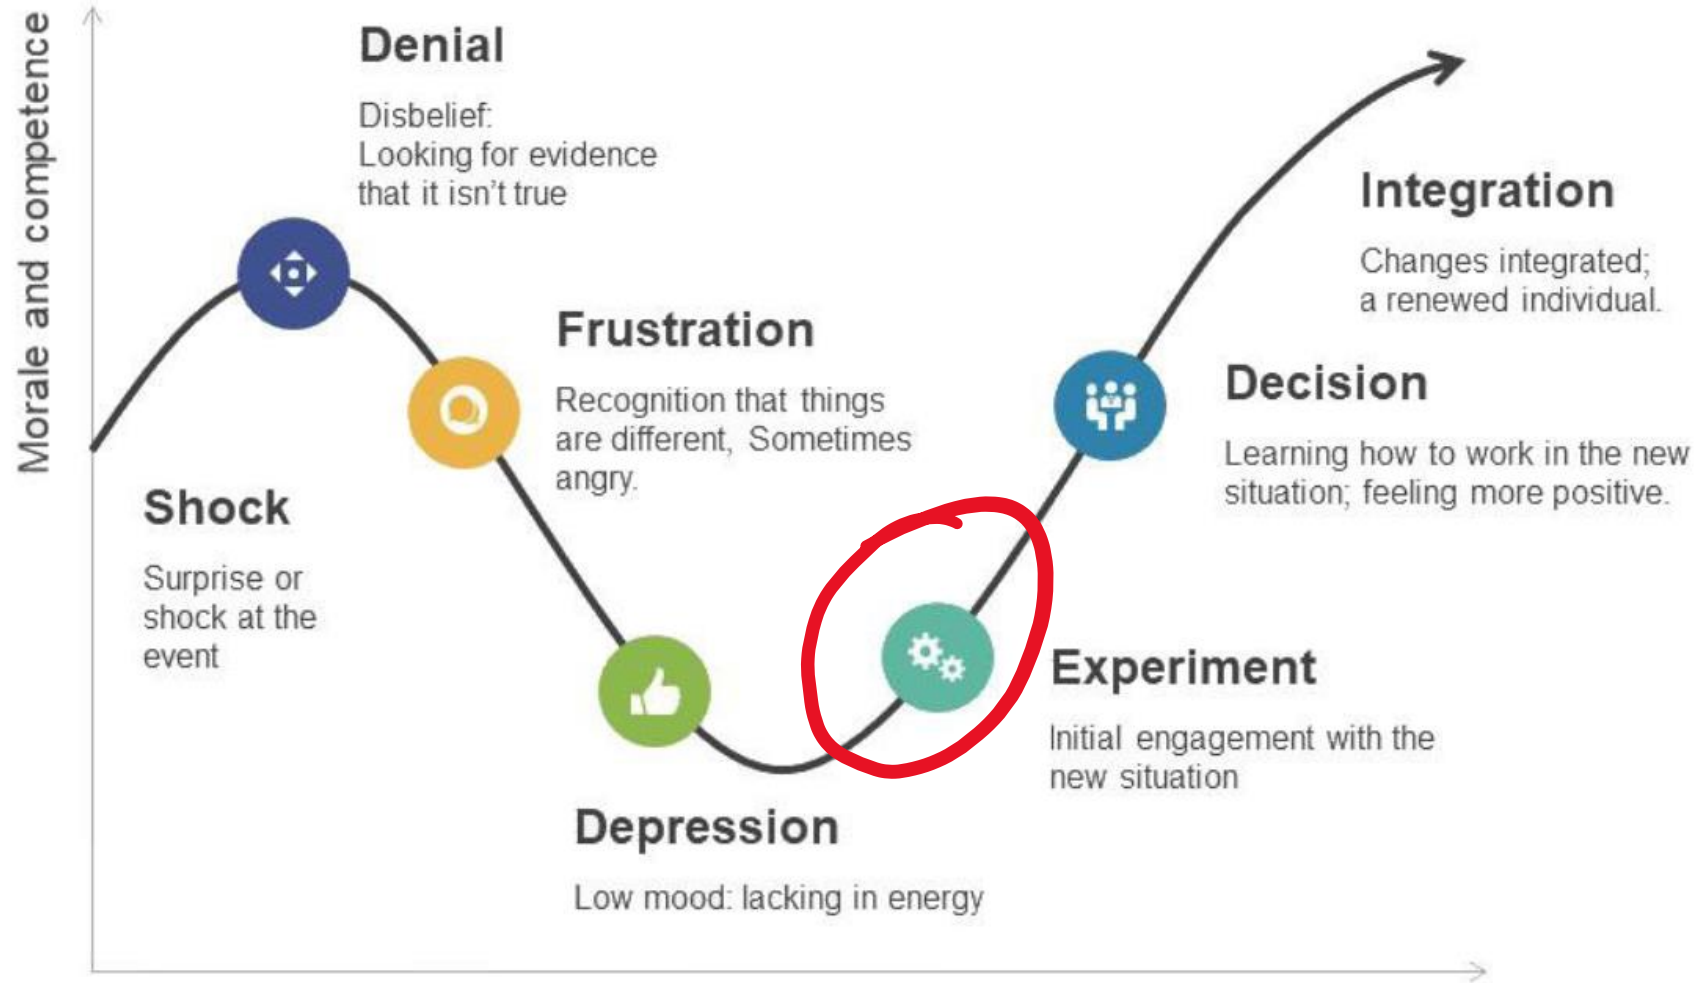 Morale and competence
Denial
Disbelief:
Looking for evidence
that it isn't true
Shock
Surprise or
shock at the
event
Frustration
Recognition that things
are different, Sometimes
angry.
Depression
Low mood: lacking in energy
Experiment
Initial engagement with the
new situation
Decision
Learning how to work in the new
situation; feeling more positive.
Integration
Changes integrated;
a renewed individual.